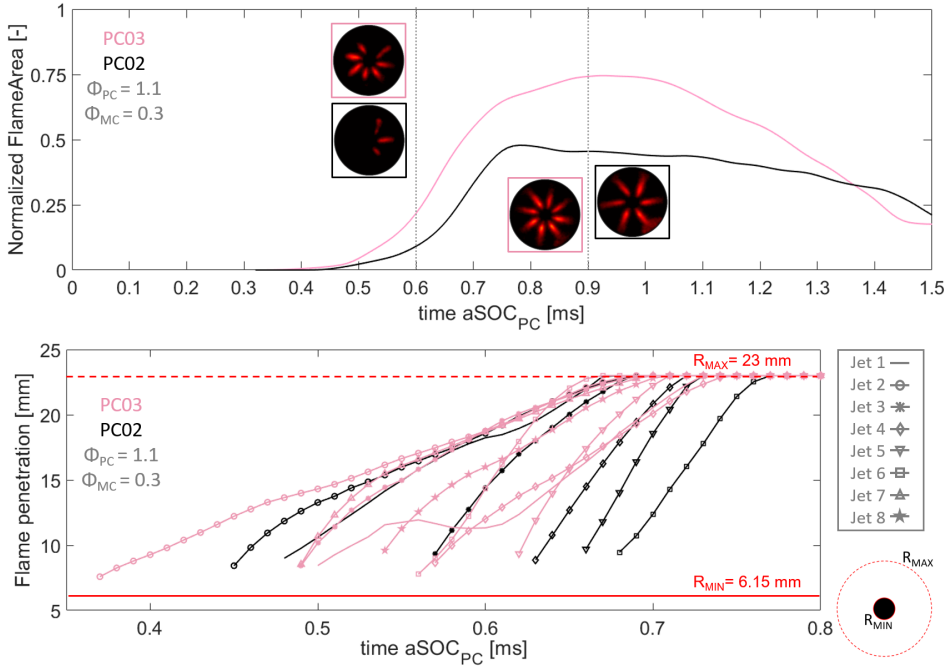 Normalized FlameArea [-]
1
0.75
0.5
0.25
0
PC03
PC02
ΦPC = 1.1
ΦMC = 0.3
0 0.1 0.2 0.3 0.4 0.5 0.6 0.7 0.8 0.9 1 1.1 1.2 1.3 1.4 1.5
time aSOCPC [ms]
Flame penetration [mm]
25
20
15
10
5
RMAX= 23 mm
PC03
PC02
ΦPC = 1.1
ΦMC = 0.3
RMIN= 6.15 mm
0.4 0.5 0.6 0.7 0.8
time aSOCPC [ms]
Jet 1
Jet 2
Jet 3
Jet 4
Jet 5
Jet 6
Jet 7
Jet 8
RMAX
RMIN